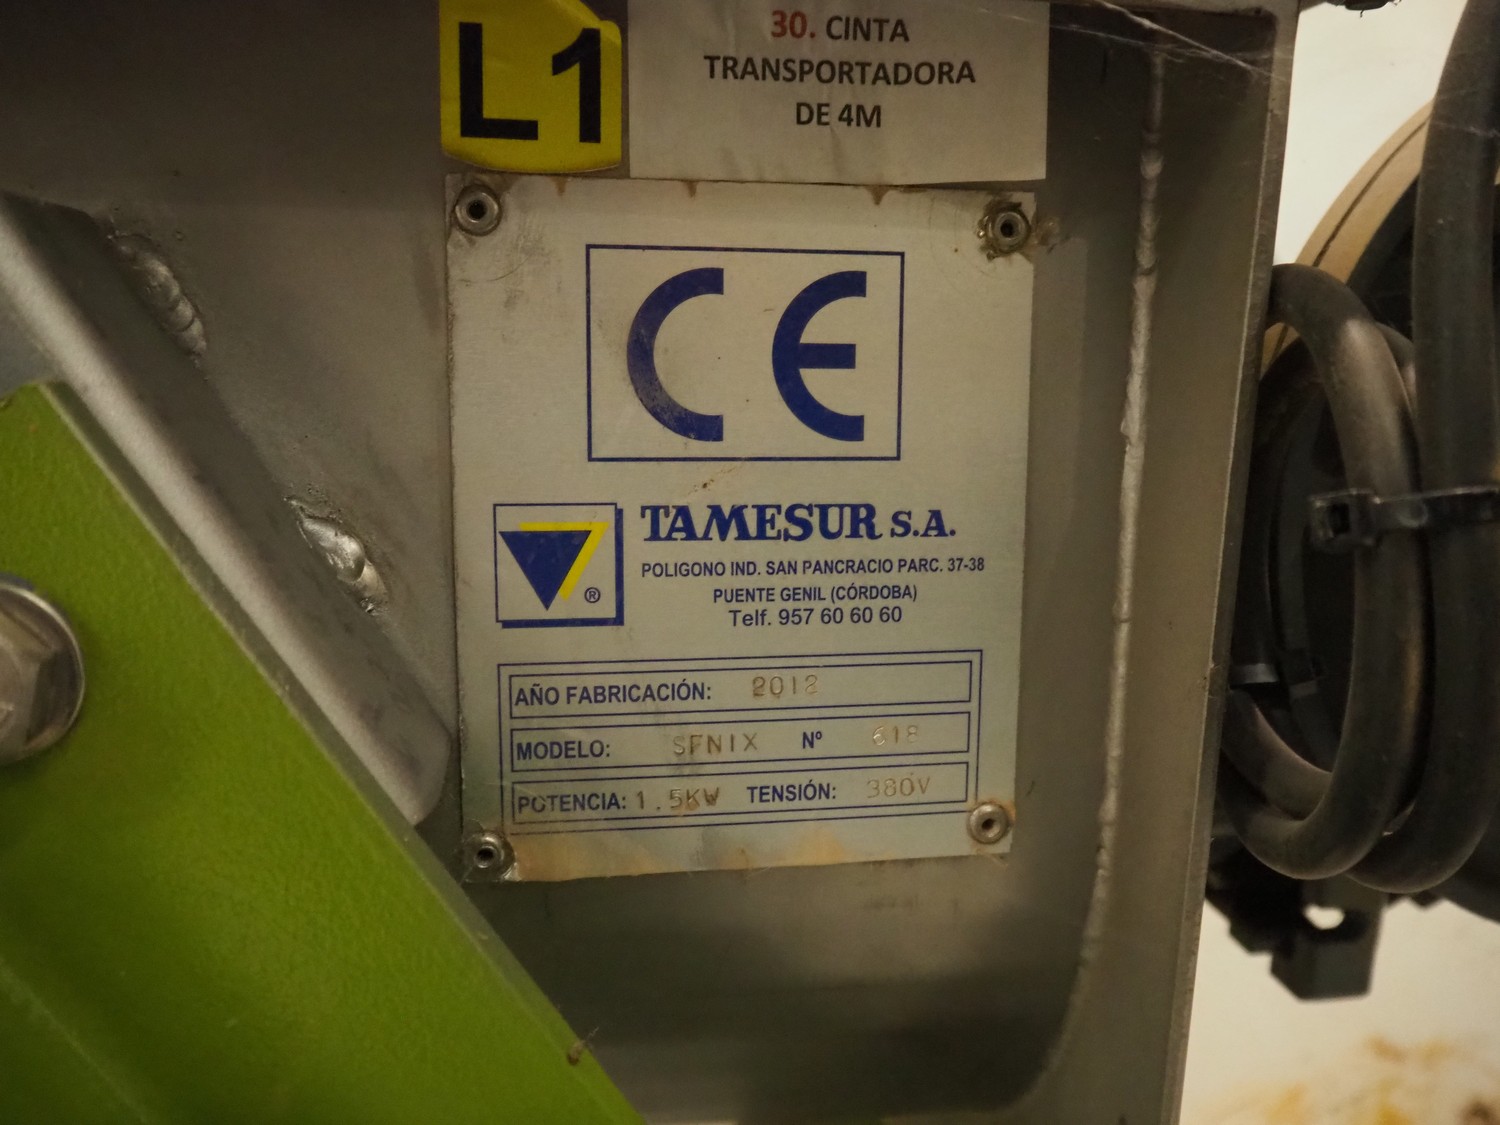 L1
30. CINTA
TRANSPORTADORA
DE 4M
CE
TAMESUR S.A.
POLIGONO IND. SAN PANCRACIO PARC. 37-38
PUENTE GENIL (CÓRDOBA)
Telf. 957 60 60 60
®
AÑO FABRICACIÓN: 2012
MODELO: SFNIX Nº 618
POTENCIA: 1.5KW TENSIÓN: 380V